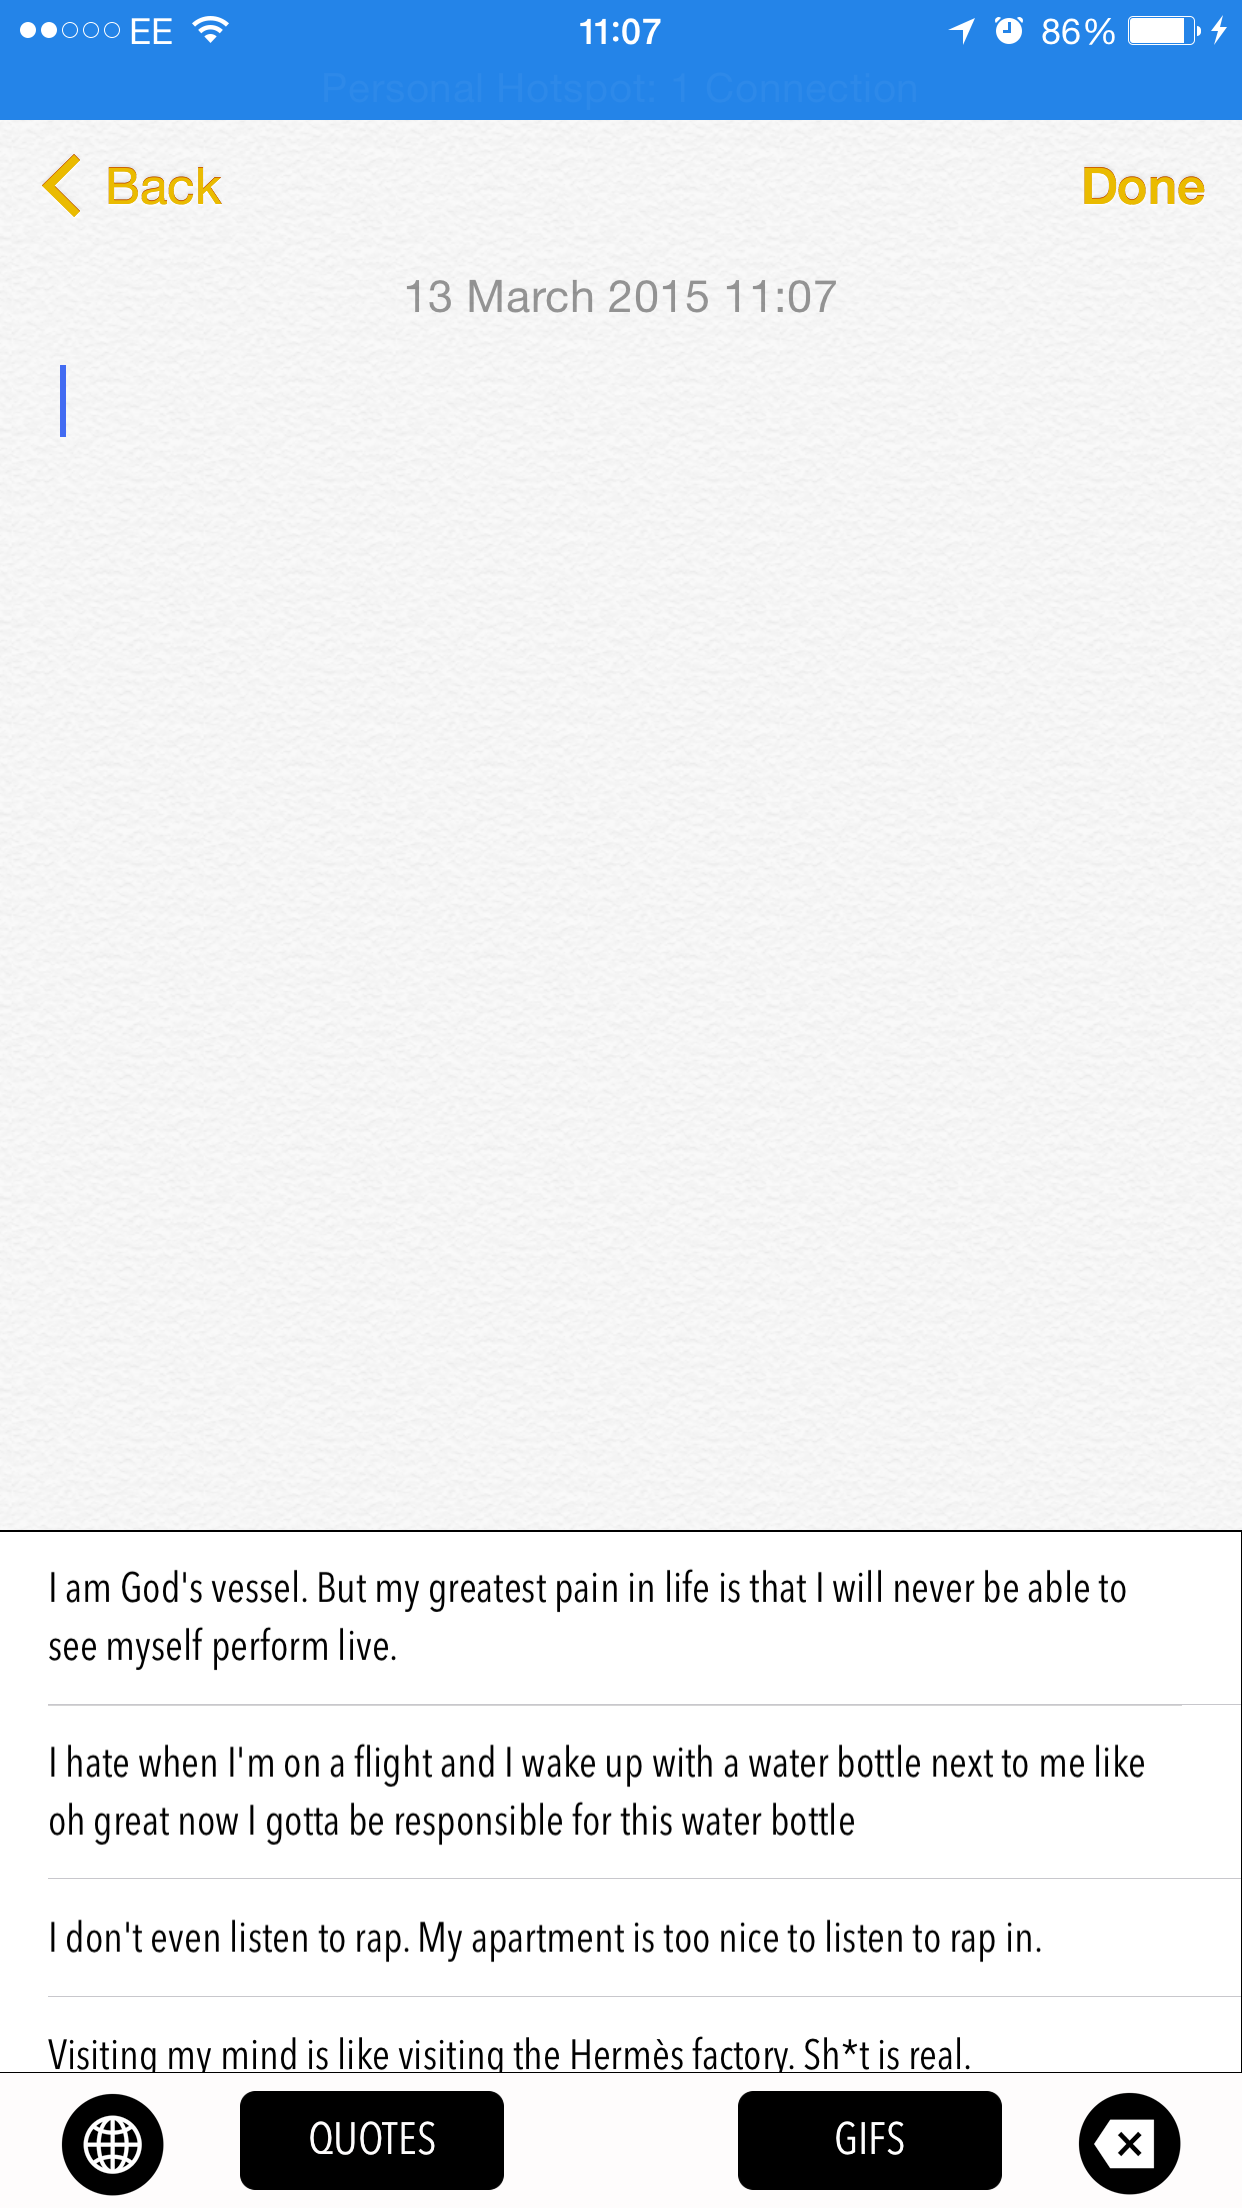 EE 11:07 86%
Personal Hotspot: 1 Connection
Back Done
13 March 2015 11:07
I am God's vessel. But my greatest pain in life is that I will never be able to
see myself perform live.
I hate when I'm on a flight and I wake up with a water bottle next to me like
oh great now I gotta be responsible for this water bottle
I don't even listen to rap. My apartment is too nice to listen to rap in.
Visiting my mind is like visiting the Hermès factory. Sh*t is real.
QUOTES GIFS